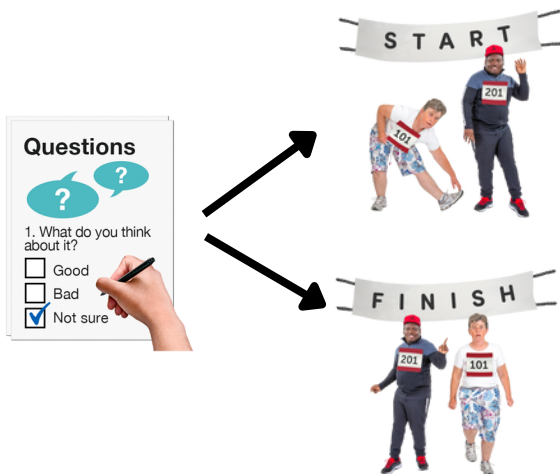 Questions
?
?
1. What do you think
about it?
Good
Bad
Not sure
START
201
101
FINISH
201
101